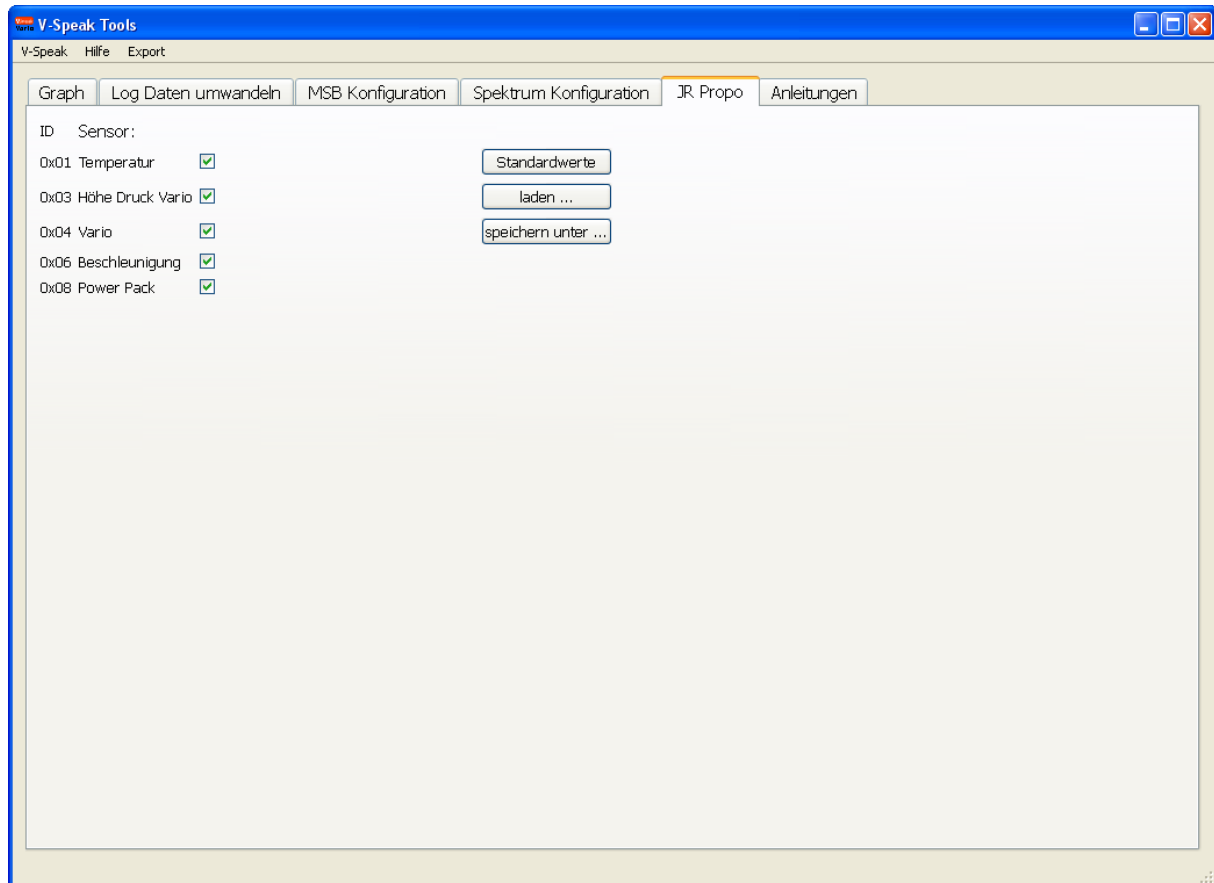 V-Speak Tools
V-Speak Hilfe Export
Graph Log Daten umwandeln MSB Konfiguration Spektrum Konfiguration JR Propo Anleitungen
ID Sensor:
0x01 Temperatur Standardwerte
0x03 Höhe Druck Vario laden ...
0x04 Vario speichern unter ...
0x06 Beschleunigung
0x08 Power Pack